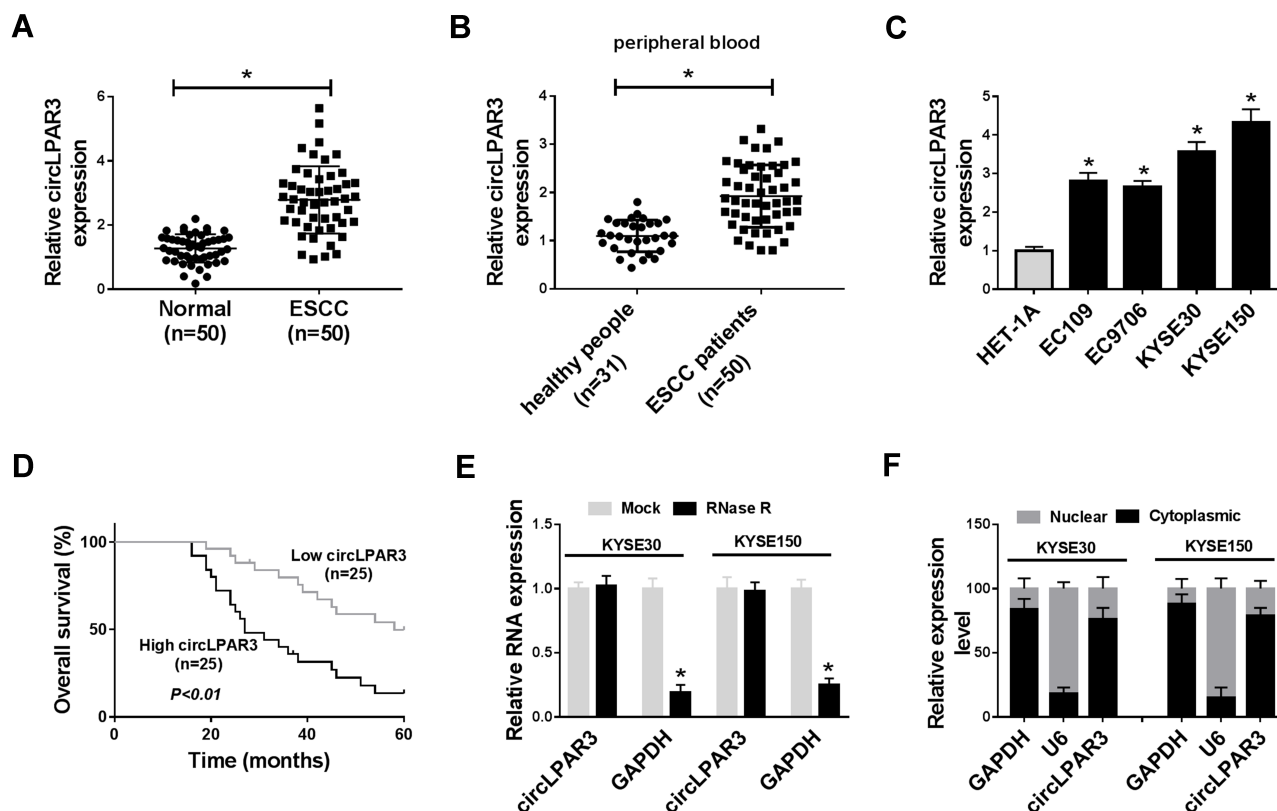 A
Relative circLPAR3
expression
6
4
2
0
*
Normal
(n=50)
ESCC
(n=50)
B
peripheral blood
Relative circLPAR3
expression
4
3
2
1
0
*
healthy people
(n=31)
ESCC patients
(n=50)
C
Relative circLPAR3
expression
5
4
3
2
1
0
*
*
*
*
HET-1A
EC109
EC9706
KYSE30
KYSE150
D
Overall survival (%)
100
50
0
Low circLPAR3
(n=25)
High circLPAR3
(n=25)
P<0.01
0
20
40
60
Time (months)
E
Mock
RNase R
Relative RNA expression
1.5
1.0
0.5
0.0
KYSE30
KYSE150
*
*
circLPAR3
GAPDH
circLPAR3
GAPDH
F
Nuclear
Cytoplasmic
Relative expression
level
150
100
50
0
KYSE30
KYSE150
GAPDH
U6
circLPAR3
GAPDH
U6
circLPAR3